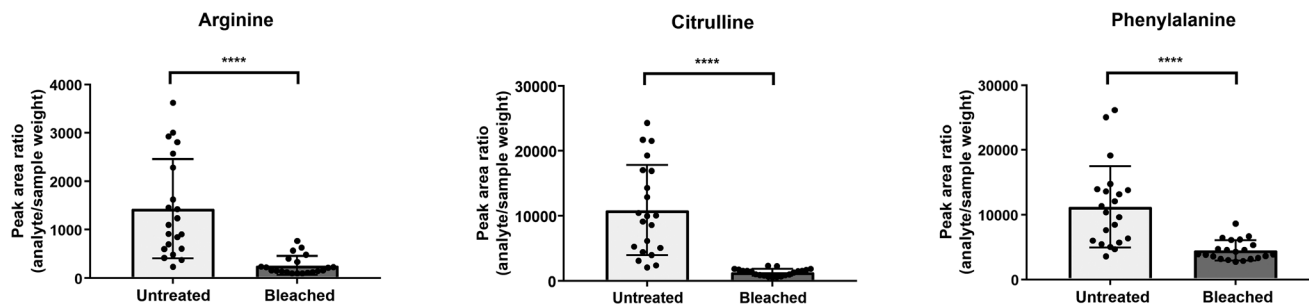 Arginine
****
Peak area ratio
(analyte/sample weight)
4000
3000
2000
1000
0
Untreated
Bleached
Citrulline
****
Peak area ratio
(analyte/sample weight)
30000
20000
10000
0
Untreated
Bleached
Phenylalanine
****
Peak area ratio
(analyte/sample weight)
30000
20000
10000
0
Untreated
Bleached